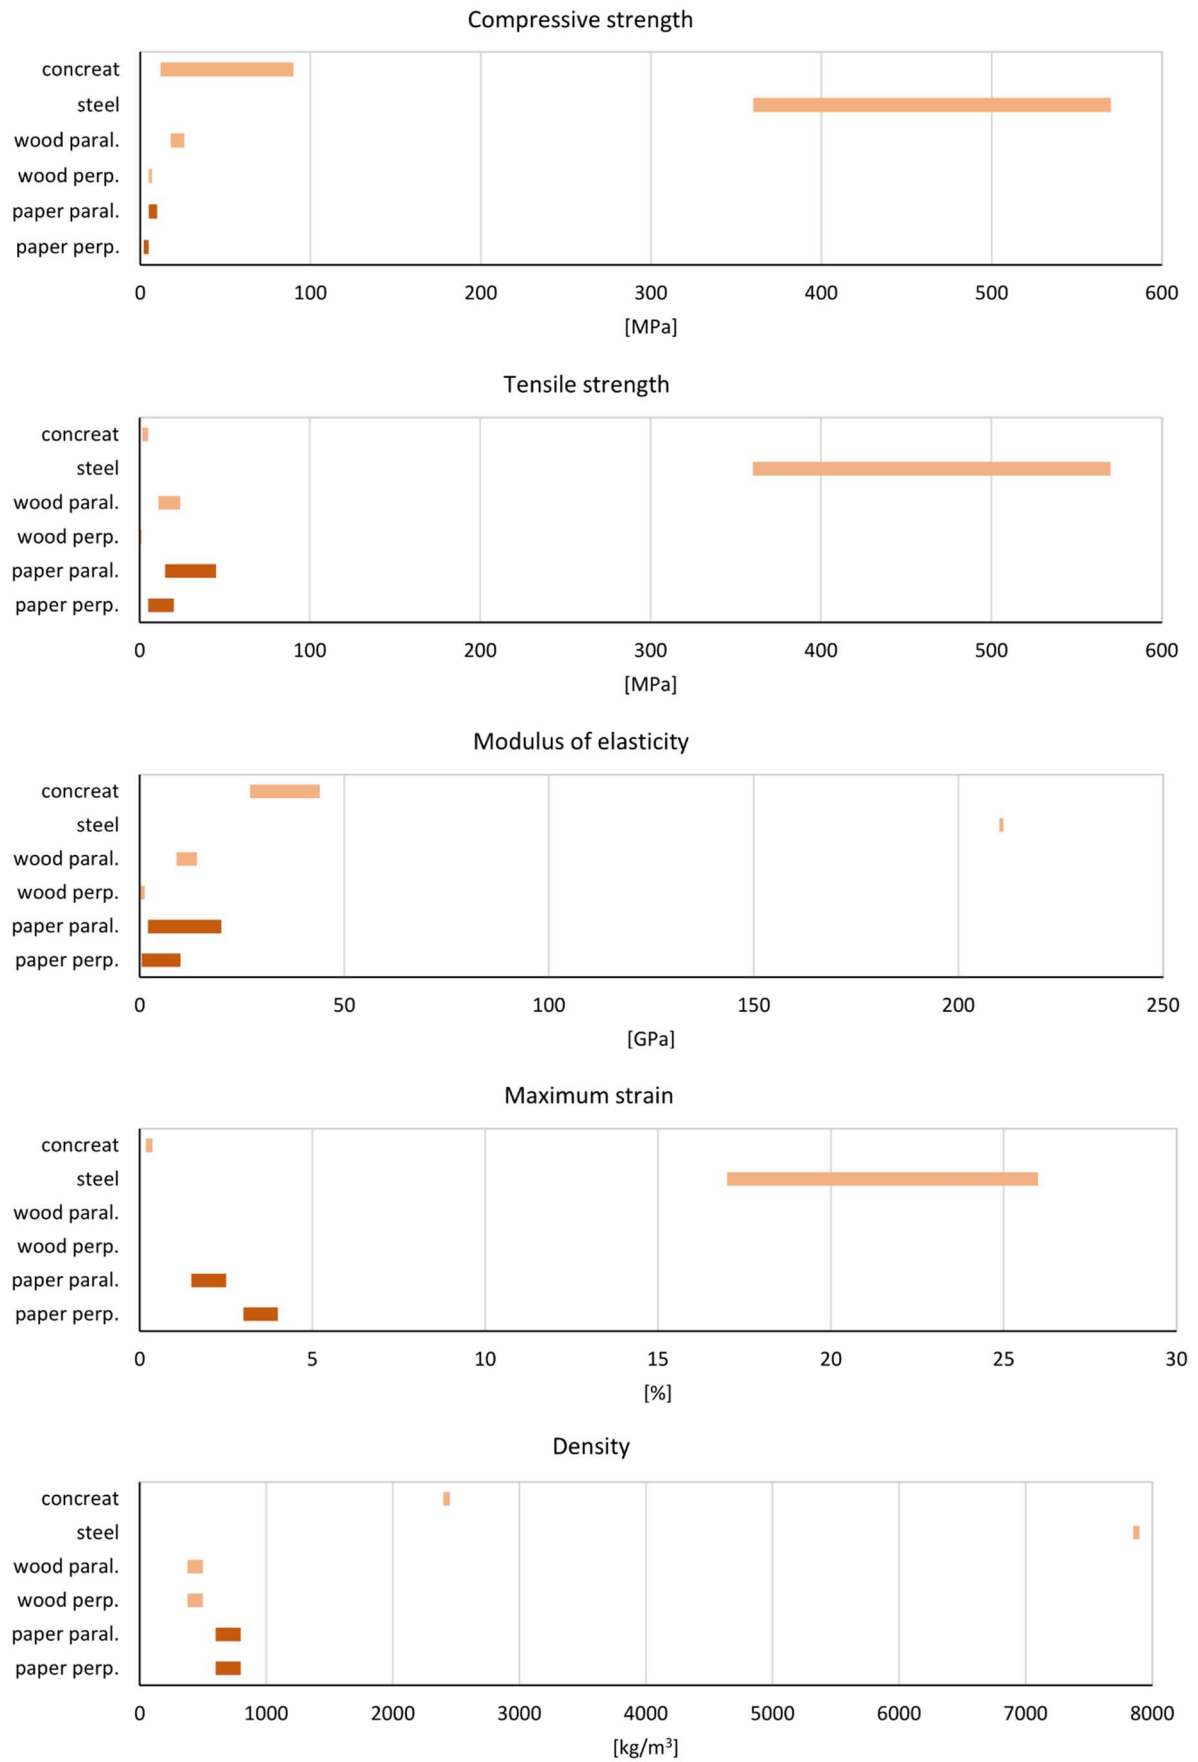 Compressive strength
concreat
steel
wood paral.
wood perp.
paper paral.
paper perp.
0 100 200 300 400 500 600
[MPa]
Tensile strength
concreat
steel
wood paral.
wood perp.
paper paral.
paper perp.
0 100 200 300 400 500 600
[MPa]
Modulus of elasticity
concreat
steel
wood paral.
wood perp.
paper paral.
paper perp.
0 50 100 150 200 250
[GPa]
Maximum strain
concreat
steel
wood paral.
wood perp.
paper paral.
paper perp.
0 5 10 15 20 25 30
[%]
Density
concreat
steel
wood paral.
wood perp.
paper paral.
paper perp.
0 1000 2000 3000 4000 5000 6000 7000 8000
[kg/m³]